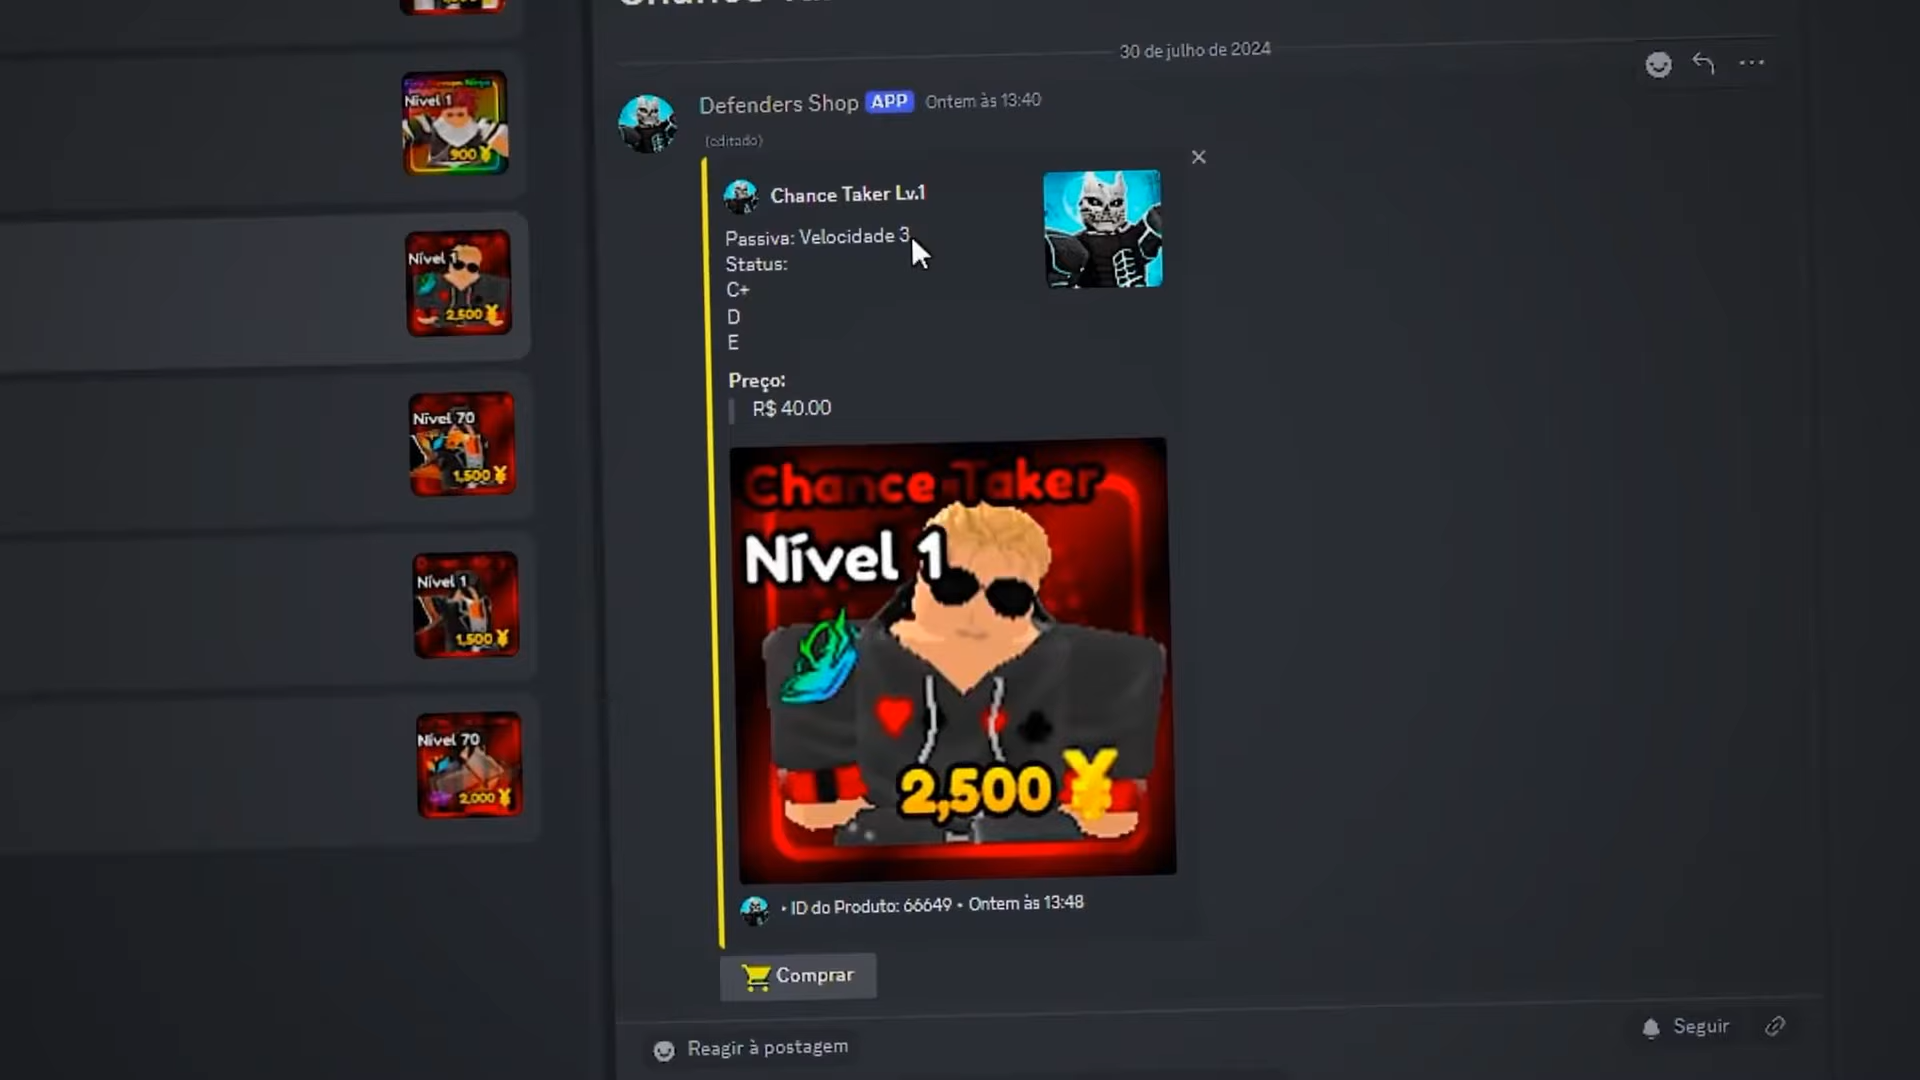 30 de julho de 2024
Defenders Shop APP Ontem às 13:40
(editado)
Chance Taker Lv.1
Passiva: Velocidade 3
Status:
C+
D
E
Preço:
R$ 40.00
Chance Taker
Nível 1
2,500 ¥
• ID do Produto: 66649 • Ontem às 13:48
Comprar
Reagir à postagem
Seguir
Nível 1
900 ¥
Nível 1
2,500 ¥
Nível 70
1,500 ¥
Nível 1
1,500 ¥
Nível 70
2,000 ¥